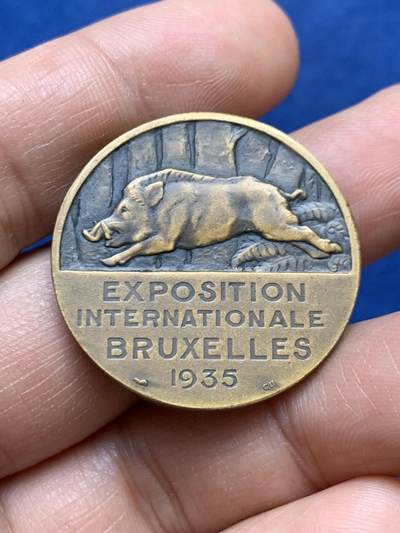 EXPOSITION
INTERNATIONALE
BRUXELLES
1935